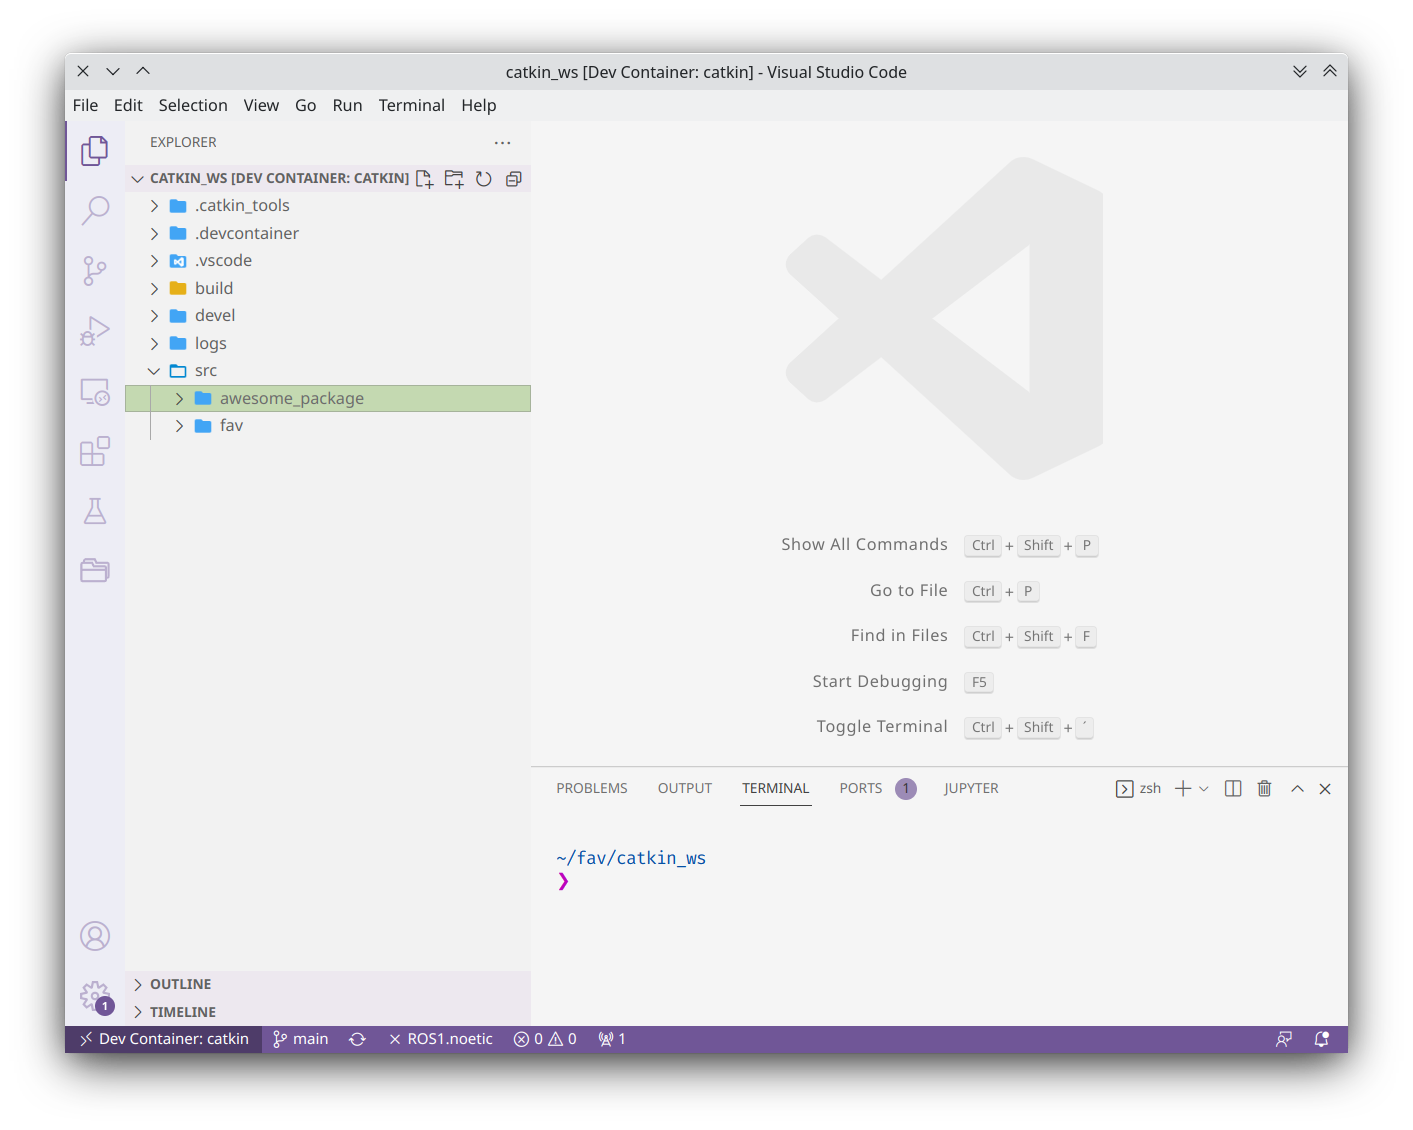 catkin_ws [Dev Container: catkin] - Visual Studio Code
File Edit Selection View Go Run Terminal Help
EXPLORER
CATKIN_WS [DEV CONTAINER: CATKIN]
.catkin_tools
.devcontainer
.vscode
build
devel
logs
src
awesome_package
fav
OUTLINE
TIMELINE
1
Show All Commands Ctrl + Shift + P
Go to File Ctrl + P
Find in Files Ctrl + Shift + F
Start Debugging F5
Toggle Terminal Ctrl + Shift + ´
PROBLEMS OUTPUT TERMINAL PORTS 1 JUPYTER zsh
~/fav/catkin_ws
❯
Dev Container: catkin main ROS1.noetic 0 0 1